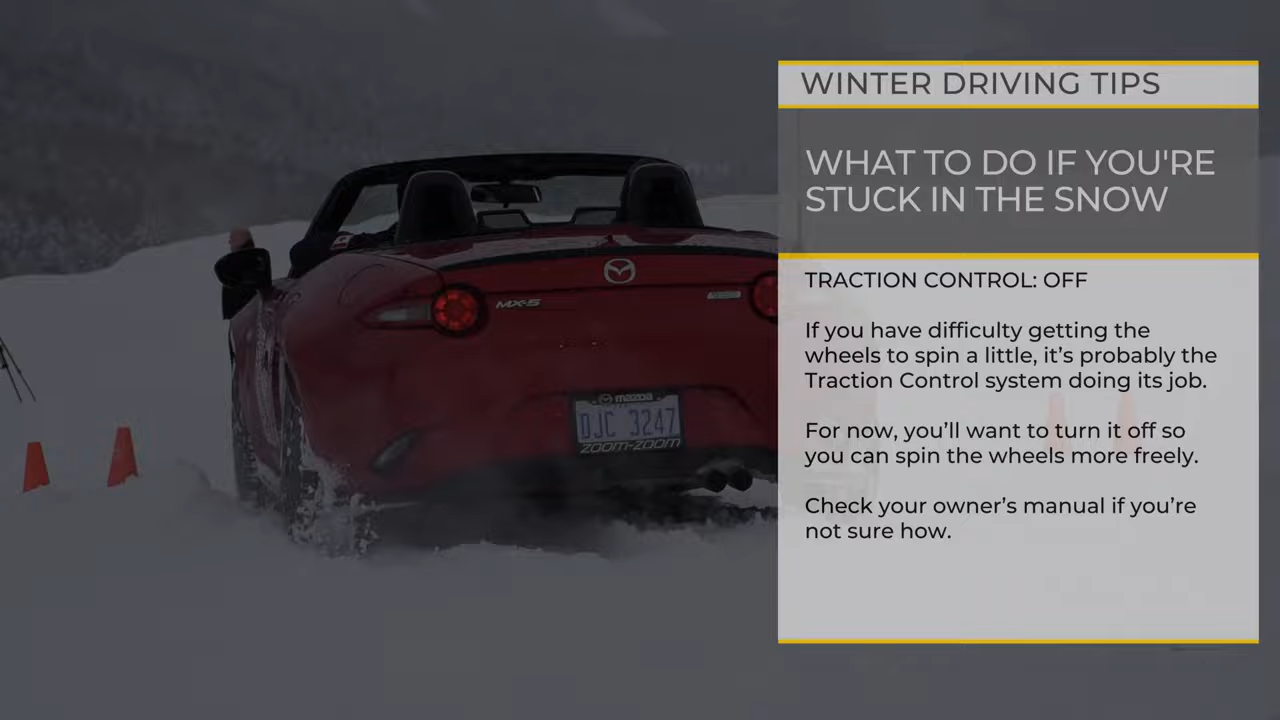 WINTER DRIVING TIPS
WHAT TO DO IF YOU'RE
STUCK IN THE SNOW
TRACTION CONTROL: OFF
If you have difficulty getting the
wheels to spin a little, it’s probably the
Traction Control system doing its job.
For now, you’ll want to turn it off so
you can spin the wheels more freely.
Check your owner’s manual if you’re
not sure how.
MX-5
mazda
DJC 3247
ZOOM-ZOOM